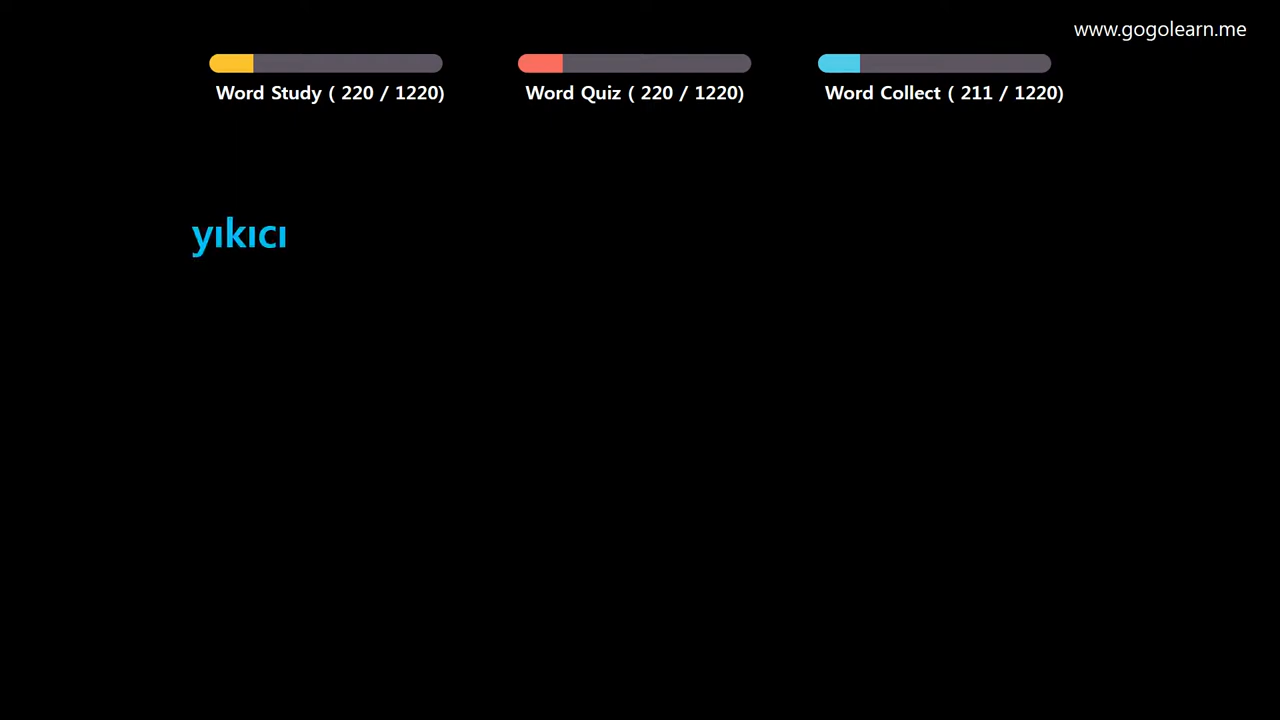 www.gogolearn.me
Word Study ( 220 / 1220)
Word Quiz ( 220 / 1220)
Word Collect ( 211 / 1220)
yıkıcı